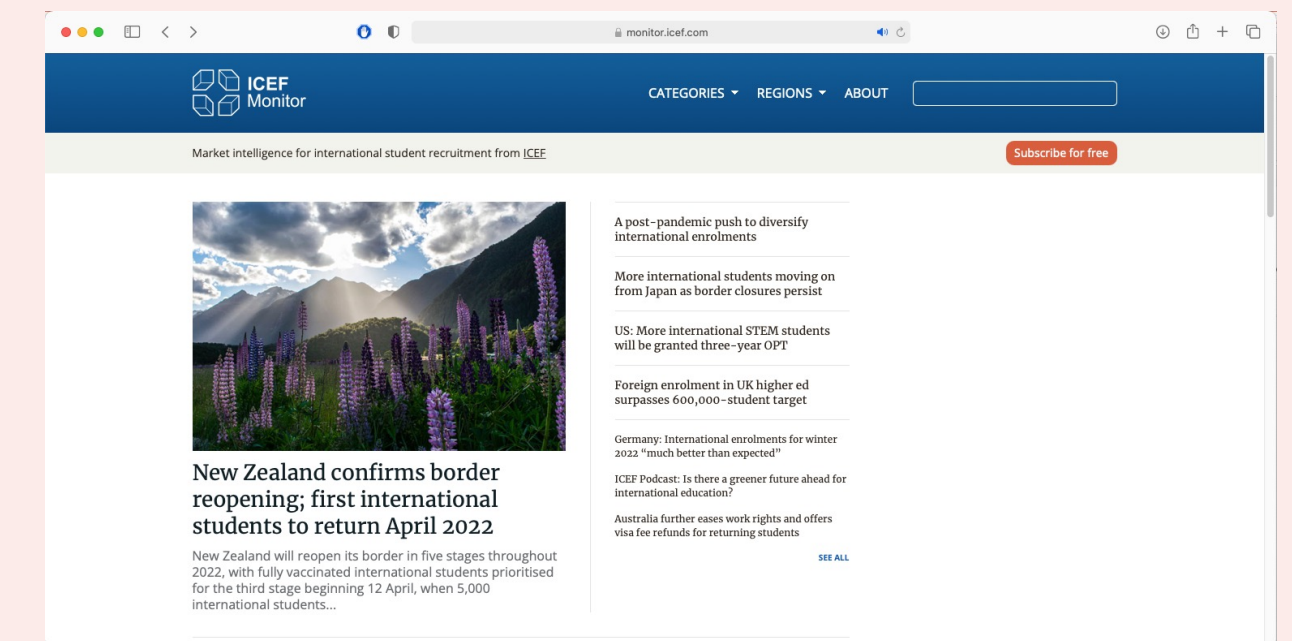 monitor.icef.com
ICEF
Monitor
CATEGORIES
REGIONS
ABOUT
Market intelligence for international student recruitment from ICEF
Subscribe for free
New Zealand confirms border
reopening; first international
students to return April 2022
New Zealand will reopen its border in five stages throughout
2022, with fully vaccinated international students prioritised
for the third stage beginning 12 April, when 5,000
international students...
A post-pandemic push to diversify
international enrolments
More international students moving on
from Japan as border closures persist
US: More international STEM students
will be granted three-year OPT
Foreign enrolment in UK higher ed
surpasses 600,000-student target
Germany: International enrolments for winter
2022 “much better than expected”
ICEF Podcast: Is there a greener future ahead for
international education?
Australia further eases work rights and offers
visa fee refunds for returning students
SEE ALL